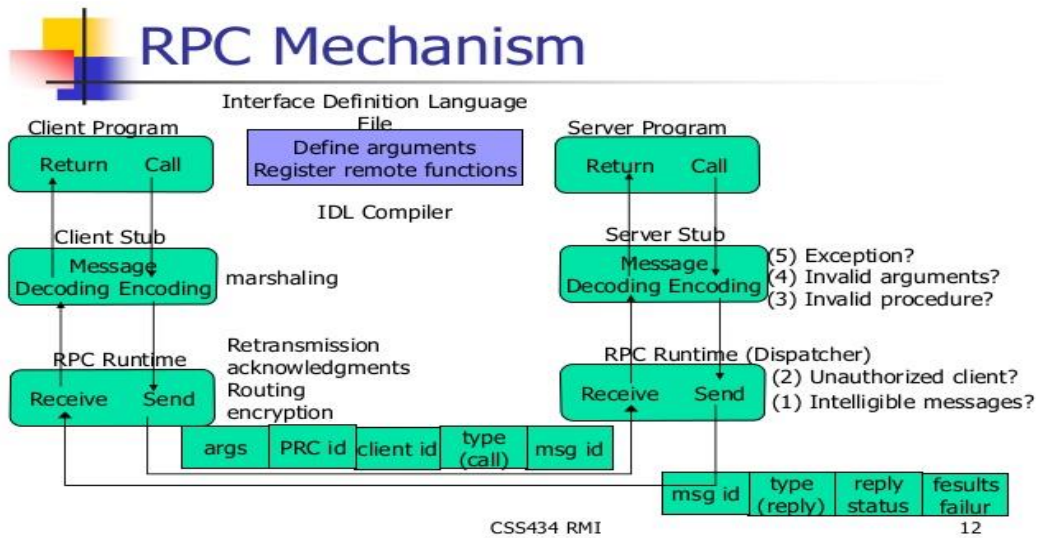 RPC Mechanism
Interface Definition Language
File
Define arguments
Register remote functions
IDL Compiler
Client Program
Return Call
Client Stub
Message
Decoding Encoding
marshaling
RPC Runtime
Receive Send
Retransmission
acknowledgments
Routing
encryption
Server Program
Return Call
Server Stub
Message
Decoding Encoding
(5) Exception?
(4) Invalid arguments?
(3) Invalid procedure?
RPC Runtime (Dispatcher)
Receive Send
(2) Unauthorized client?
(1) Intelligible messages?
args
PRC id
client id
type
(call)
msg id
msg id
type
(reply)
reply
status
fesults
failur
CSS434 RMI
12